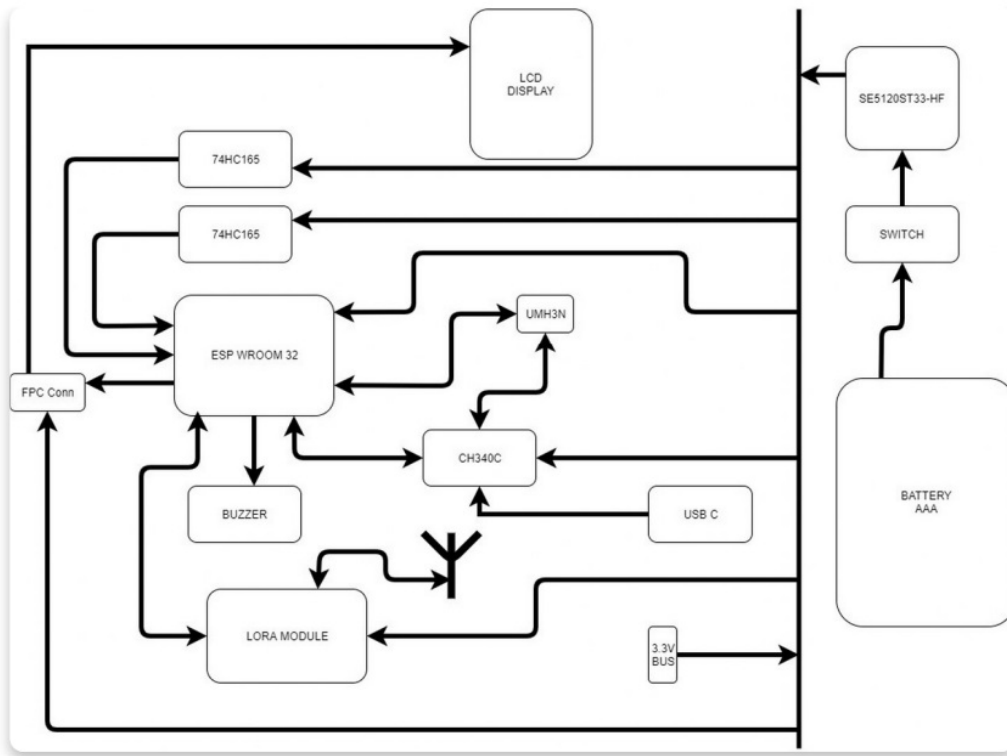 LCD
DISPLAY
SE5120ST33-HF
74HC165
74HC165
SWITCH
UMH3N
ESP WROOM 32
FPC Conn
CH340C
BATTERY
AAA
BUZZER
USB C
LORA MODULE
3.3V
BUS